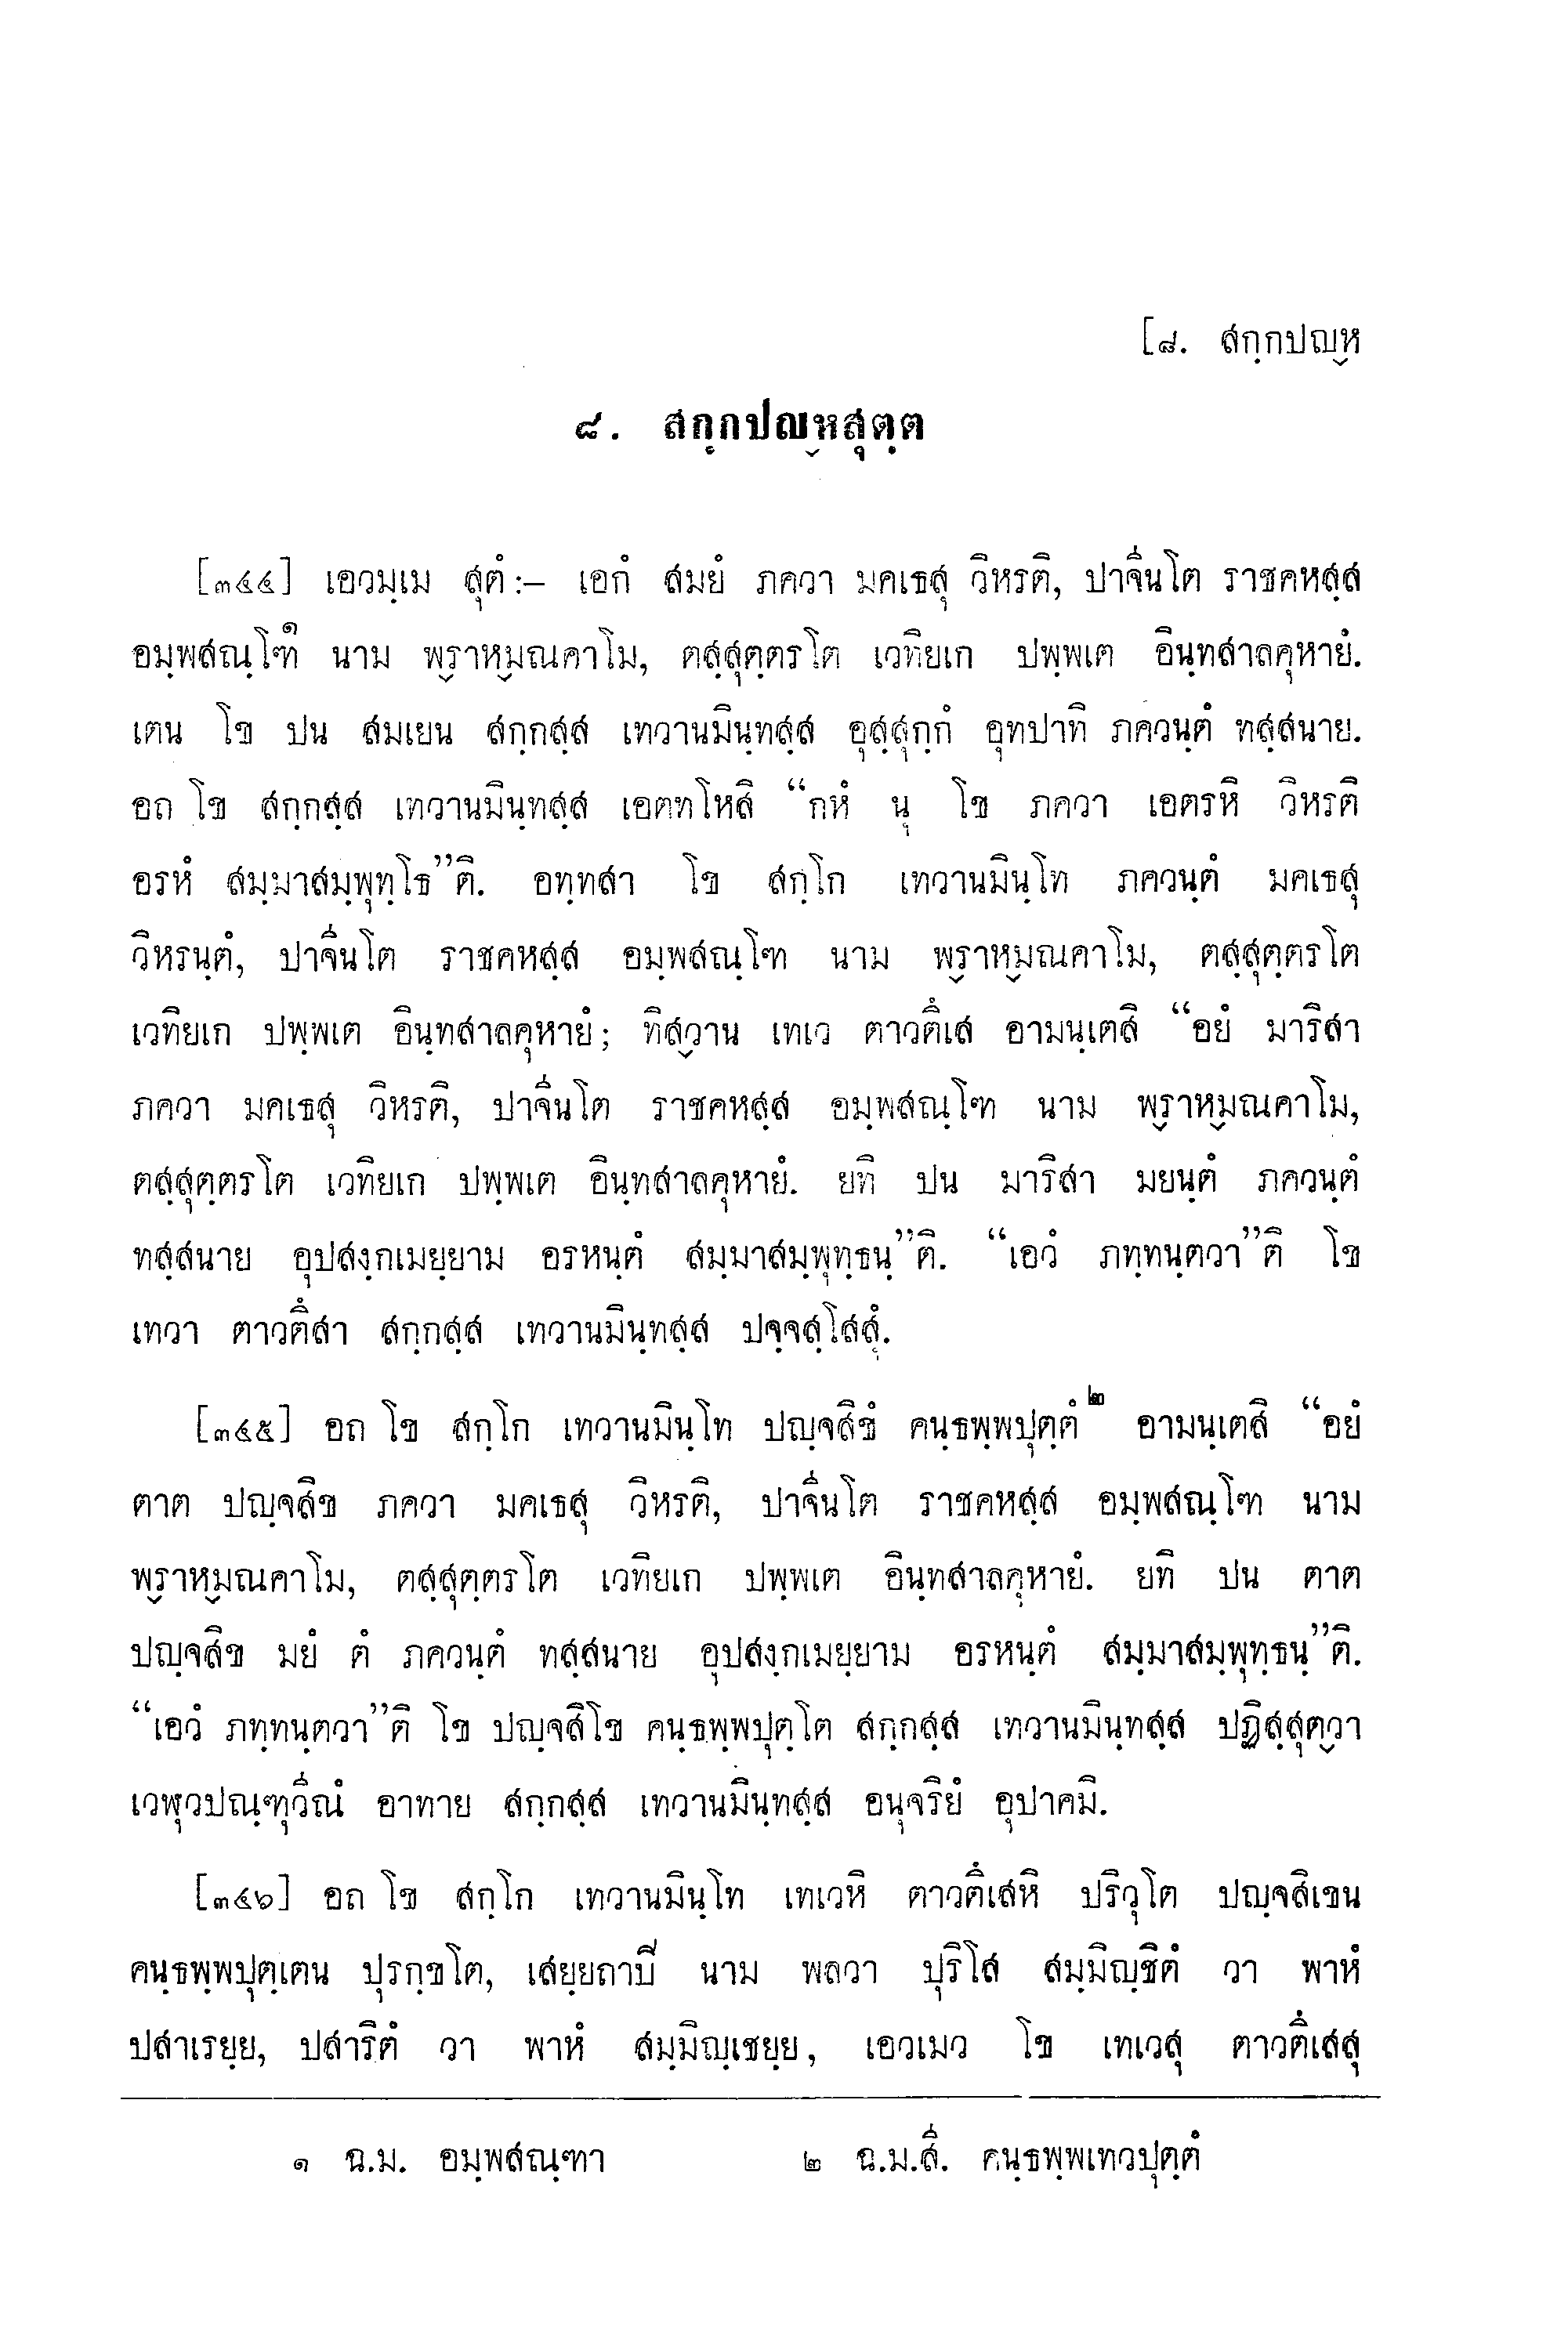 [๘. สกฺกปญฺห
๘. สกฺกปญฺหสุตฺต
[๓๔๔] เอวมฺเม สุตํ :– เอกํ สมยํ ภควา มคเธสุ วิหรติ, ปาจีนโต ราชคหสฺส
อมฺพสณฺโฑ๑ นาม พฺราหฺมณคาโม, ตสฺสุตฺตรโต เวทิยเก ปพฺพเต อินฺทสาลคุหายํ.
เตน โข ปน สมเยน สกฺกสฺส เทวานมินฺทสฺส อุสฺสุกฺกํ อุทปาทิ ภควนฺตํ ทสฺสนาย.
อถ โข สกฺกสฺส เทวานมินฺทสฺส เอตทโหสิ “กหํ นุ โข ภควา เอตรหิ วิหรติ
อรหํ สมฺมาสมฺพุทฺโธ”ติ. อทฺทสา โข สกฺโก เทวานมินฺโท ภควนฺตํ มคเธสุ
วิหรนฺตํ, ปาจีนโต ราชคหสฺส อมฺพสณฺโฑ นาม พฺราหฺมณคาโม, ตสฺสุตฺตรโต
เวทิยเก ปพฺพเต อินฺทสาลคุหายํ; ทิสฺวาน เทเว ตาวตึเส อามนฺเตสิ “อยํ มาริสา
ภควา มคเธสุ วิหรติ, ปาจีนโต ราชคหสฺส อมฺพสณฺโฑ นาม พฺราหฺมณคาโม,
ตสฺสุตฺตรโต เวทิยเก ปพฺพเต อินฺทสาลคุหายํ. ยทิ ปน มาริสา มยนฺตํ ภควนฺตํ
ทสฺสนาย อุปสงฺกเมยฺยาม อรหนฺตํ สมฺมาสมฺพุทฺธนฺ”ติ. “เอวํ ภทฺทนฺตวา”ติ โข
เทวา ตาวตึสา สกฺกสฺส เทวานมินฺทสฺส ปจฺจสฺโสสุํ.
[๓๔๕] อถ โข สกฺโก เทวานมินฺโท ปญฺจสิขํ คนฺธพฺพปุตฺตํ๒ อามนฺเตสิ “อยํ
ตาต ปญฺจสิข ภควา มคเธสุ วิหรติ, ปาจีนโต ราชคหสฺส อมฺพสณฺโฑ นาม
พฺราหฺมณคาโม, ตสฺสุตฺตรโต เวทิยเก ปพฺพเต อินฺทสาลคุหายํ. ยทิ ปน ตาต
ปญฺจสิข มยํ ตํ ภควนฺตํ ทสฺสนาย อุปสงฺกเมยฺยาม อรหนฺตํ สมฺมาสมฺพุทฺธนฺ”ติ.
“เอวํ ภทฺทนฺตวา”ติ โข ปญฺจสิโข คนฺธพฺพปุตฺโต สกฺกสฺส เทวานมินฺทสฺส ปฏิสฺสุตฺวา
เวฬุวปณฺฑุวีณํ อาทาย สกฺกสฺส เทวานมินฺทสฺส อนุจริยํ อุปาคมิ.
[๓๔๖] อถ โข สกฺโก เทวานมินฺโท เทเวหิ ตาวตึเสหิ ปริวุโต ปญฺจสิเขน
คนฺธพฺพปุตฺเตน ปุรกฺขโต, เสยฺยถาปิ นาม พลวา ปุริโส สมฺมิญฺชิตํ วา พาหํ
ปสาเรยฺย, ปสาริตํ วา พาหํ สมฺมิญฺเชยฺย, เอวเมว โข เทเวสุ ตาวตึเสสุ
๑ ฉ.ม. อมฺพสณฺฑา ๒ ฉ.ม.สี. คนฺธพฺพเทวปุตฺตํ